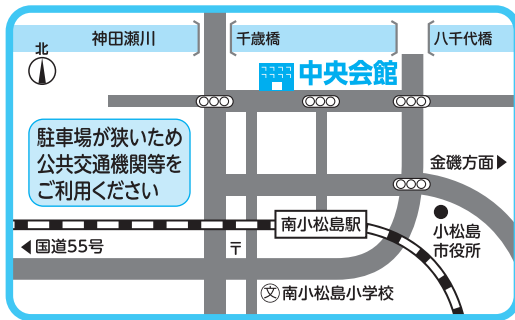 神田瀬川
千歳橋
八千代橋
北
中央会館
駐車場が狭いため
公共交通機関等を
ご利用ください
金磯方面▶
南小松島駅
小松島
市役所
◀国道55号
〒
文 南小松島小学校